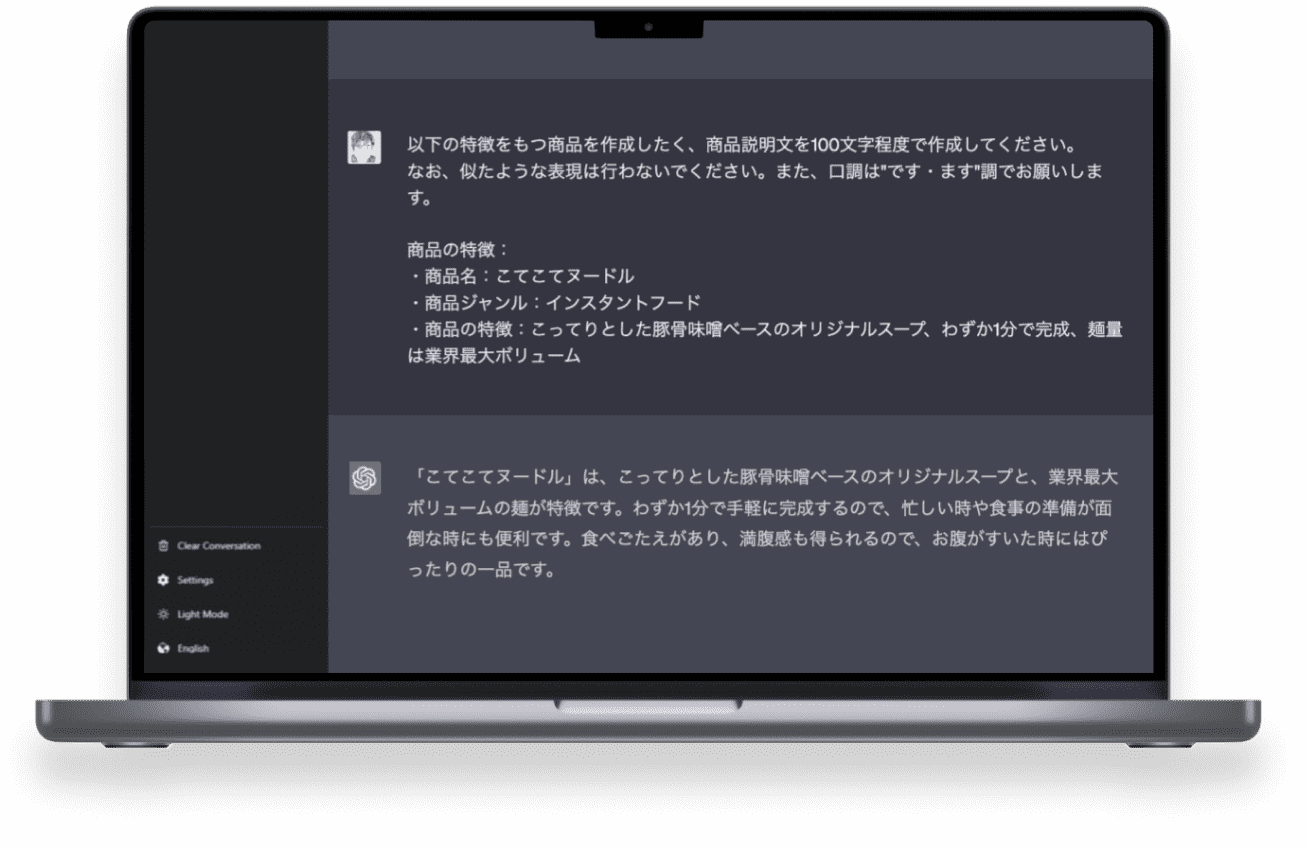 以下の特徴をもつ商品を作成したく、商品説明文を100文字程度で作成してください。
なお、似たような表現は行わないでください。また、口調は"です・ます"調でお願いしま
す。
商品の特徴：
・商品名：こてこてヌードル
・商品ジャンル：インスタントフード
・商品の特徴：こってりとした豚骨味噌ベースのオリジナルスープ、わずか1分で完成、麺量
は業界最大ボリューム
「こてこてヌードル」は、こってりとした豚骨味噌ベースのオリジナルスープと、業界最大
ボリュームの麺が特徴です。わずか1分で手軽に完成するので、忙しい時や食事の準備が面
倒な時にも便利です。食べごたえがあり、満腹感も得られるので、お腹がすいた時にはぴ
ったりの一品です。
Clear Conversation
Settings
Light Mode
English